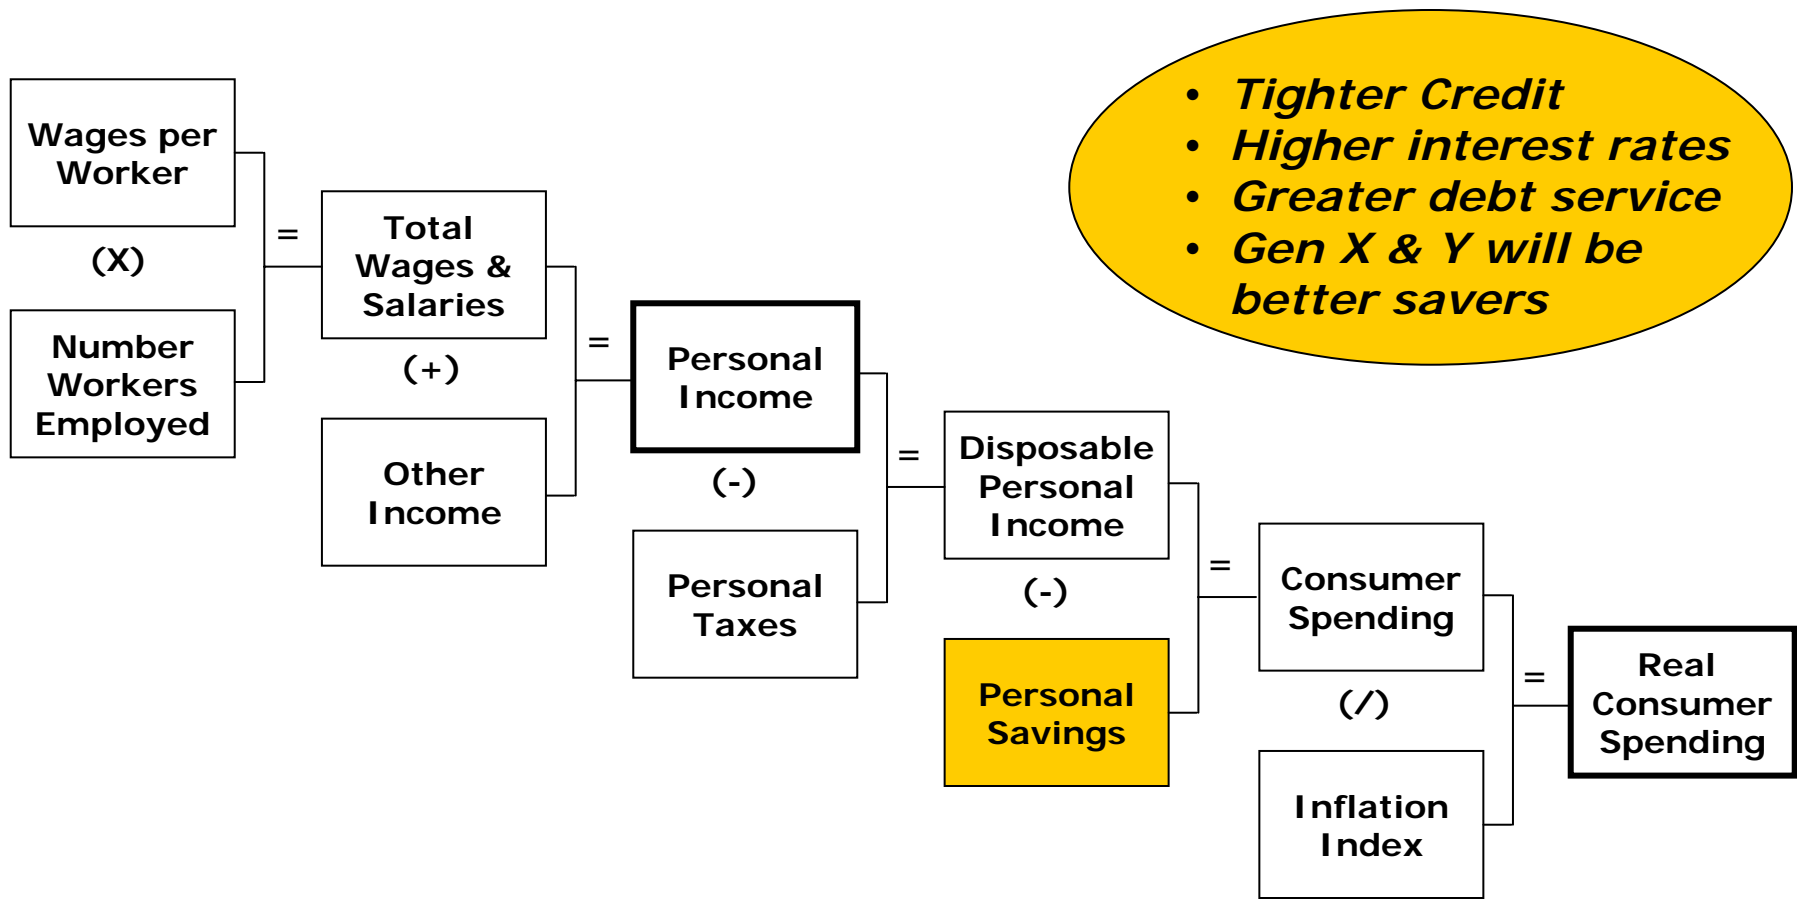 Wages per
Worker
(X)
Number
Workers
Employed
=
Total
Wages &
Salaries
(+)
Other
Income
=
Personal
Income
(-)
Personal
Taxes
=
Disposable
Personal
Income
(-)
Personal
Savings
=
Consumer
Spending
(/)
Inflation
Index
=
Real
Consumer
Spending
• Tighter Credit
• Higher interest rates
• Greater debt service
• Gen X & Y will be
better savers